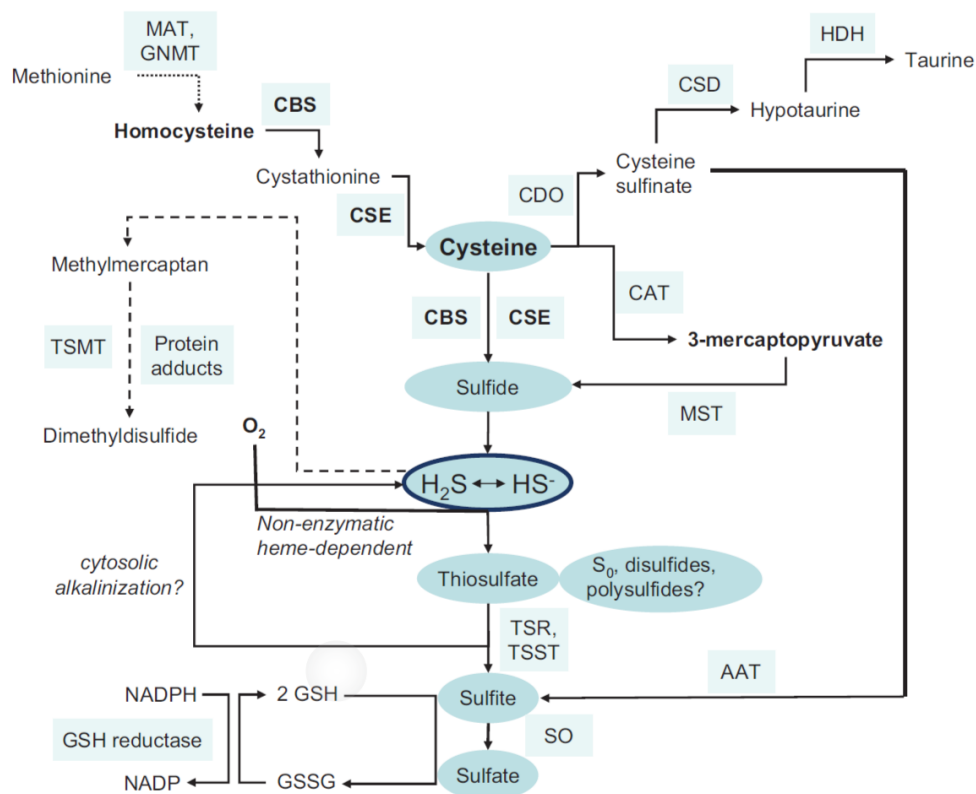 MAT,
GNMT
Methionine
Homocysteine
CBS
Cystathionine
CSE
HDH
Taurine
CSD
Hypotaurine
Cysteine
sulfinate
CDO
Cysteine
CAT
3-mercaptopyruvate
MST
CBS
CSE
Sulfide
Methylmercaptan
TSMT
Protein
adducts
Dimethyldisulfide
O₂
H₂S ↔ HS⁻
Non-enzymatic
heme-dependent
cytosolic
alkalinization?
Thiosulfate
S₀, disulfides,
polysulfides?
TSR,
TSST
AAT
NADPH
2 GSH
Sulfite
GSH reductase
SO
NADP
GSSG
Sulfate